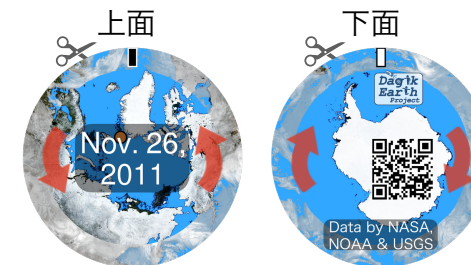 上面
下面
Nov. 26,
2011
Dagik
Earth
Project
Data by NASA,
NOAA & USGS